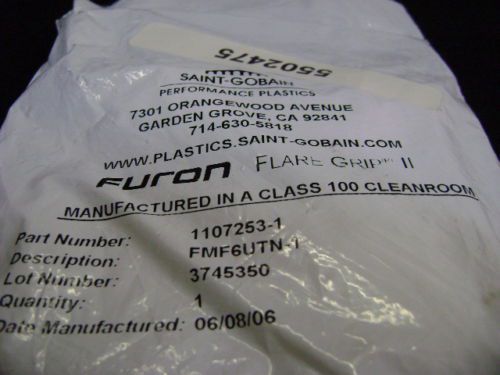 5502475
SAINT-GOBAIN
PERFORMANCE PLASTICS
7301 ORANGEWOOD AVENUE
GARDEN GROVE, CA 92841
714-630-5818
WWW.PLASTICS.SAINT-GOBAIN.COM
FURON FLARE GRIP™ II
MANUFACTURED IN A CLASS 100 CLEANROOM
Part Number: 1107253-1
Description: FMF6UTN-1
Lot Number: 3745350
Quantity: 1
Date Manufactured: 06/08/06